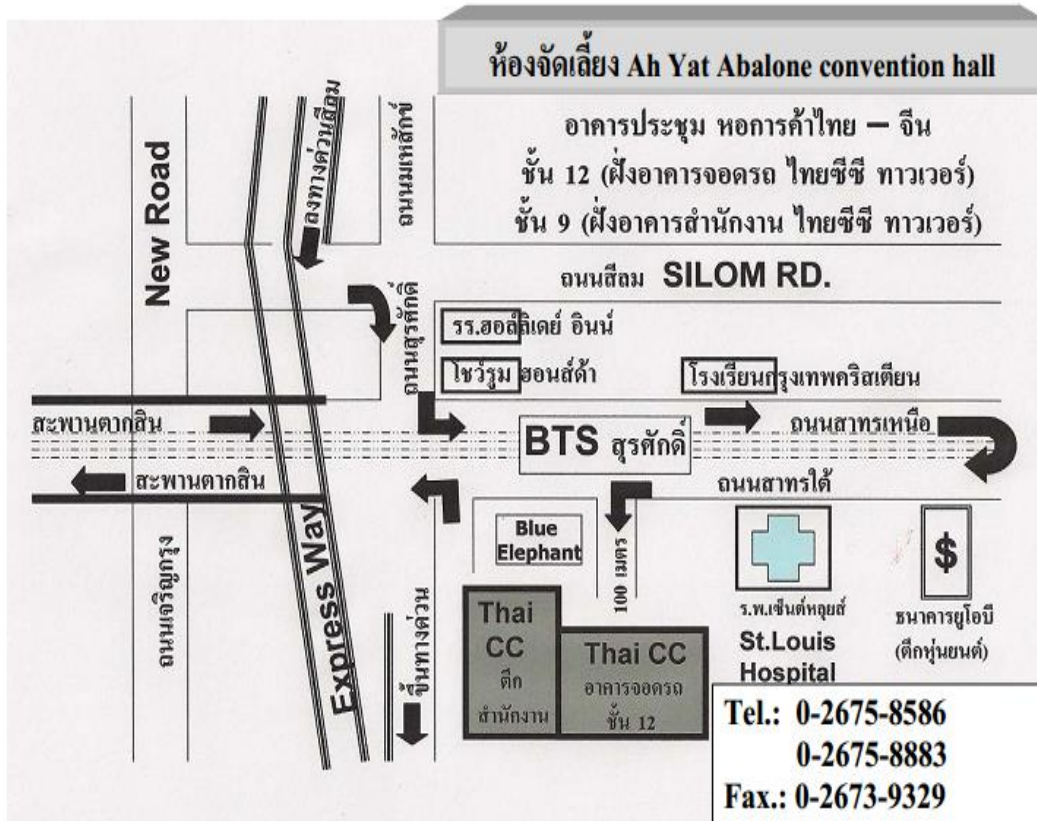 ห้องจัดเลี้ยง Ah Yat Abalone convention hall
อาคารประชุม หอการค้าไทย – จีน
ชั้น 12 (ฝั่งอาคารจอดรถ ไทยซีซี ทาวเวอร์)
ชั้น 9 (ฝั่งอาคารสำนักงาน ไทยซีซี ทาวเวอร์)
New Road
ลงทางด่วนสีลม
ถนนมเหสักข์
ถนนสีลม SILOM RD.
ถนนสุรศักดิ์
รร.ฮอลลิเดย์ อินน์
โชว์รูม ฮอนส์ด้า
โรงเรียนกรุงเทพคริสเตียน
สะพานตากสิน
BTS สุรศักดิ์
ถนนสาทรเหนือ
สะพานตากสิน
ถนนสาทรใต้
ถนนเจริญกรุง
Express Way
ขึ้นทางด่วน
Blue
Elephant
100 เมตร
ร.พ.เซ็นต์หลุยส์
St.Louis
Hospital
$
ธนาคารยูโอบี
(ตึกหุ่นยนต์)
Thai
CC
ตึก
สำนักงาน
Thai CC
อาคารจอดรถ
ชั้น 12
Tel.: 0-2675-8586
0-2675-8883
Fax.: 0-2673-9329